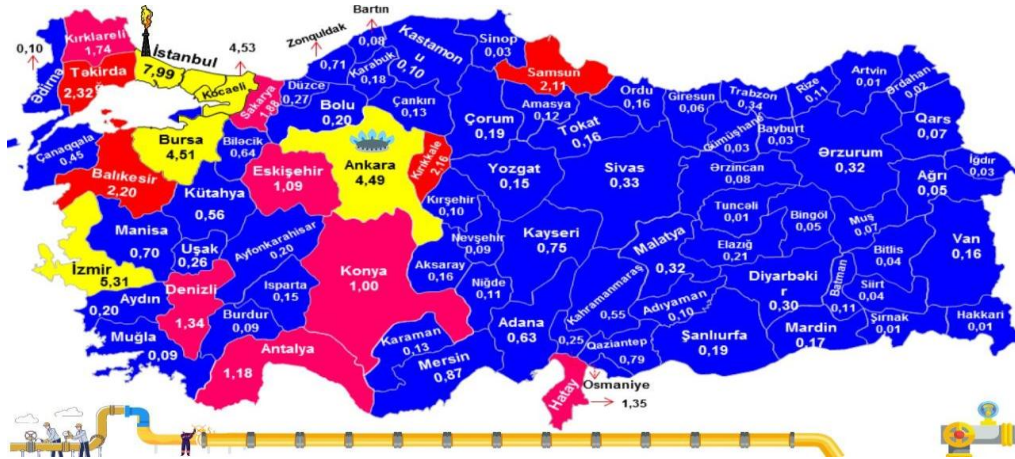 0,10
Ədirnə
Kırklareli
1,74
Təkirda
ğ
2,32
İstanbul
7,99
4,53
Kocaeli
Sakarya
1,88
Düzce
0,27
Zonquldak
0,71
Bartın
0,08
Karabuk
0,18
Kastamon
u
0,10
Sinop
0,03
Samsun
2,11
Ordu
0,16
Giresun
0,06
Trabzon
0,34
Rize
0,11
Artvin
0,01
Ərdahan
0,02
Qars
0,07
Çanaqqala
0,45
Balıkesir
2,20
Bursa
4,51
Biləcik
0,64
Bolu
0,20
Çankırı
0,13
Çorum
0,19
Amasya
0,12
Tokat
0,16
Gümüşhanə
0,03
Bayburt
0,03
Ərzurum
0,32
Ağrı
0,05
İğdır
0,03
Eskişehir
1,09
Ankara
4,49
Kırıkkale
2,16
Yozgat
0,15
Sivas
0,33
Ərzincan
0,08
Kütahya
0,56
Manisa
0,70
Uşak
0,26
Ayfonkarahisar
0,20
Kırşehir
0,10
Nevşehir
0,09
Kayseri
0,75
Malatya
0,32
Tunceli
0,01
Elazığ
0,21
Bingöl
0,05
Muş
0,07
Bitlis
0,04
Van
0,16
İzmir
5,31
Aydın
0,20
Denizli
1,34
Isparta
0,15
Burdur
0,09
Konya
1,00
Aksaray
0,16
Niğde
0,11
Kahramanmaraş
0,55
Adıyaman
0,10
Diyarbəki
r
0,30
Batman
0,11
Siirt
0,04
Şirnak
0,01
Hakkari
0,01
Muğla
0,09
Antalya
1,18
Karaman
0,13
Mersin
0,87
Adana
0,63
0,25
Qaziantep
0,79
Şanlıurfa
0,19
Mardin
0,17
Osmaniye
Hatay
1,35